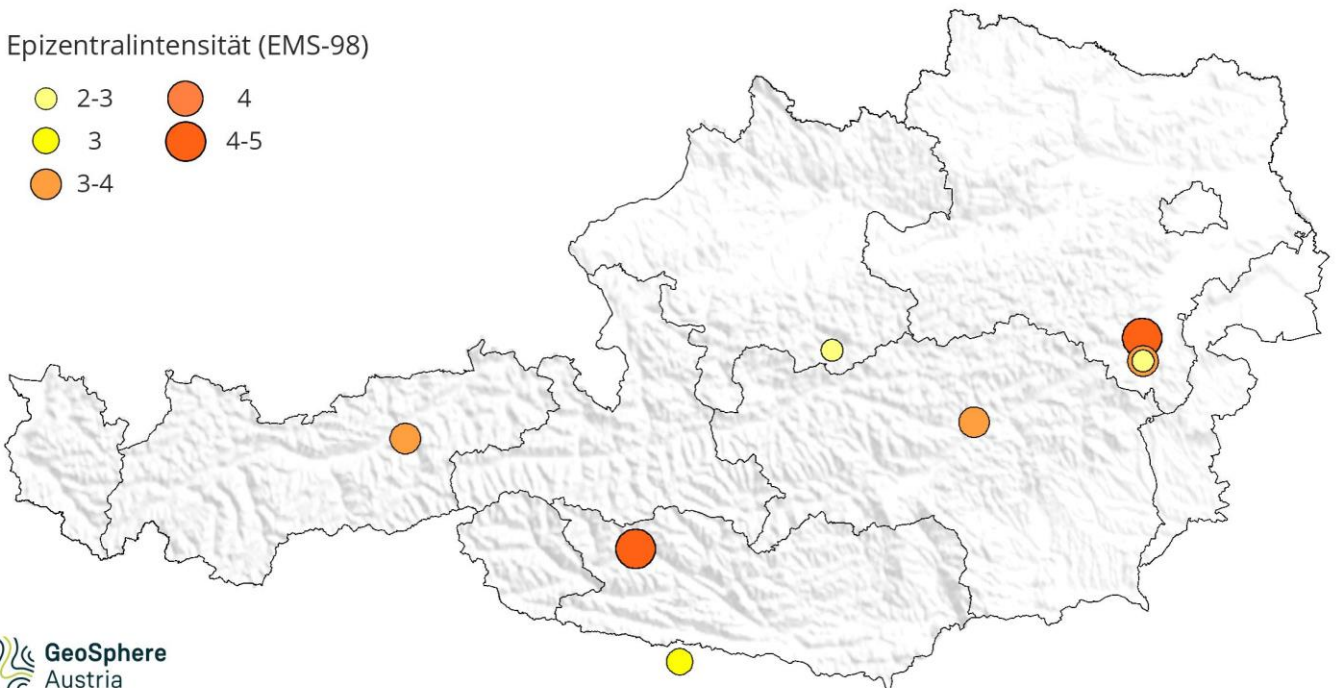 Epizentralintensität (EMS-98)
2-3 4
3 4-5
3-4
GeoSphere
Austria